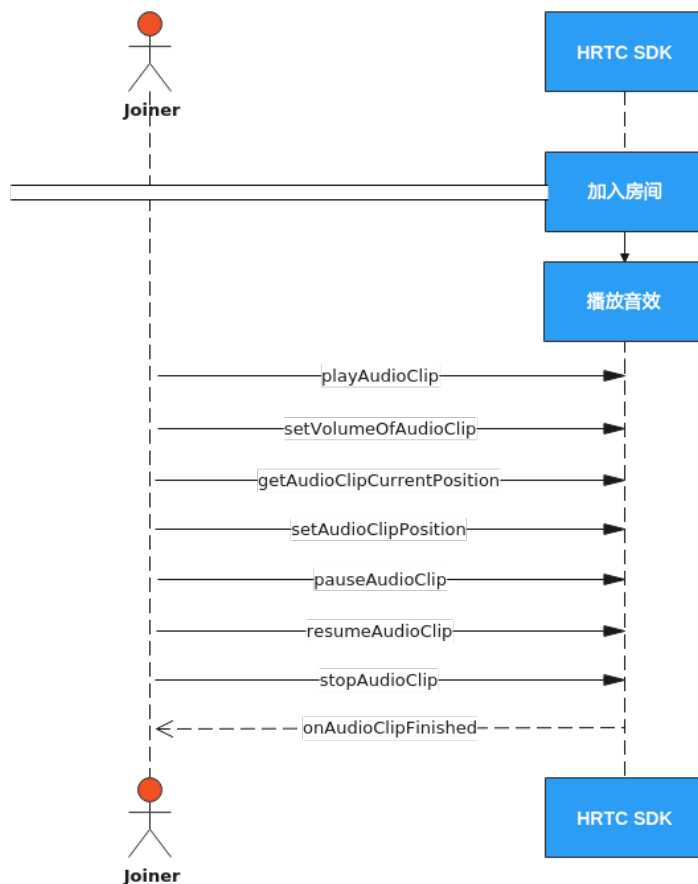 HRTC SDK
Joiner
加入房间
播放音效
playAudioClip
setVolumeOfAudioClip
getAudioClipCurrentPosition
setAudioClipPosition
pauseAudioClip
resumeAudioClip
stopAudioClip
onAudioClipFinished
HRTC SDK
Joiner